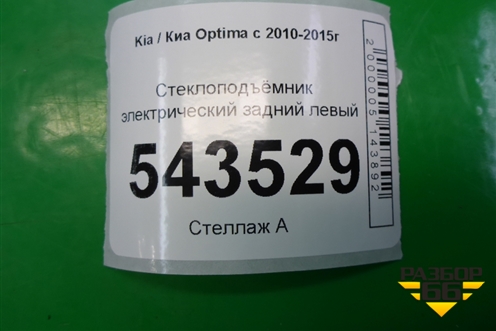 Kia / Киа Optima с 2010-2015г
Стеклоподъёмник
электрический задний левый
543529
Стеллаж А
2000005143892
РАЗБОР
66